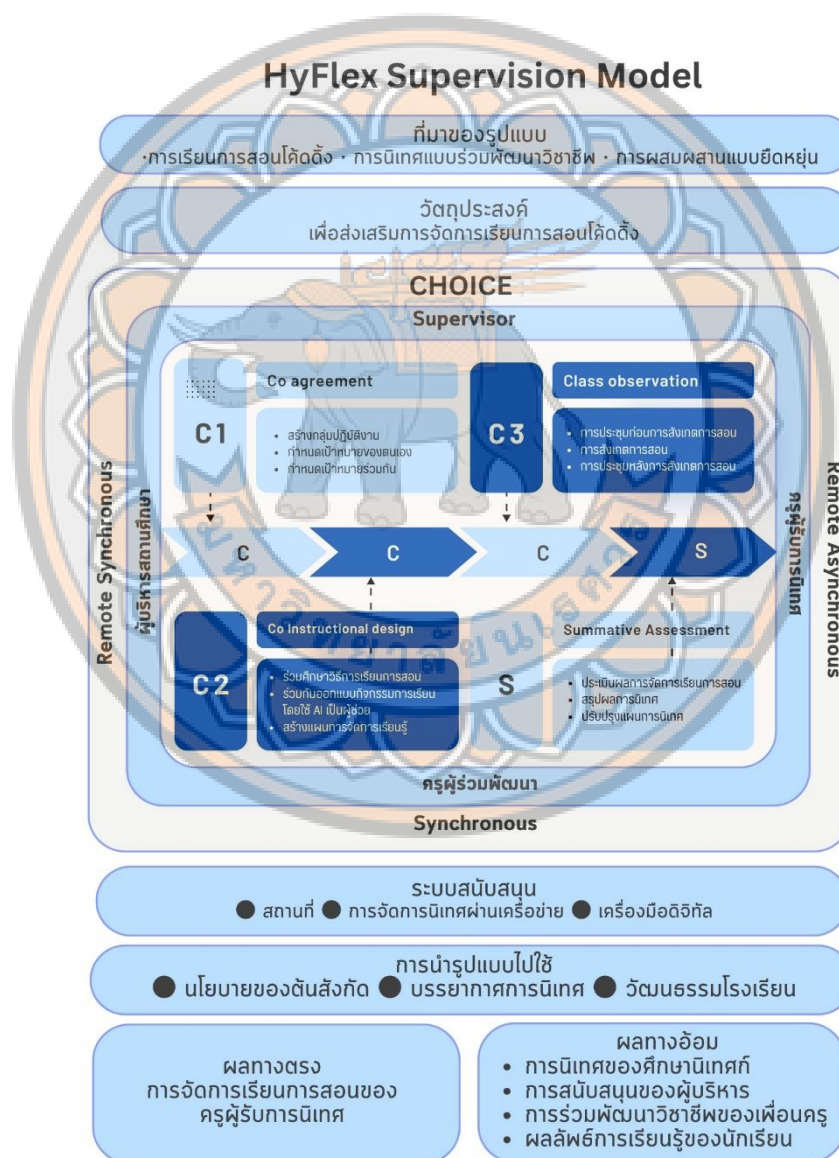 HyFlex Supervision Model
ที่มาของรูปแบบ
·การเรียนการสอนโค้ดดิ้ง · การนิเทศแบบร่วมพัฒนาวิชาชีพ · การผสมผสานแบบยืดหยุ่น
วัตถุประสงค์
เพื่อส่งเสริมการจัดการเรียนการสอนโค้ดดิ้ง
CHOICE
Supervisor
Remote Synchronous
ผู้บริหารสถานศึกษา
C1
Co agreement
• สร้างกลุ่มปฏิบัติงาน
• กำหนดเป้าหมายของตนเอง
• กำหนดเป้าหมายร่วมกัน
C3
Class observation
• การประชุมก่อนการสังเกตการสอน
• การสังเกตการสอน
• การประชุมหลังการสังเกตการสอน
C
C
C
S
มหาวิทยาลัยนเรศวร
C2
Co instructional design
• ร่วมศึกษาวิธีการเรียนการสอน
• ร่วมกันออกแบบกิจกรรมการเรียน
โดยใช้ AI เป็นผู้ช่วย
• สร้างแผนการจัดการเรียนรู้
S
Summative Assessment
• ประเมินผลการจัดการเรียนการสอน
• สรุปผลการนิเทศ
• ปรับปรุงแผนการนิเทศ
ครูผู้รับการนิเทศ
Remote Asynchronous
ครูผู้ร่วมพัฒนา
Synchronous
ระบบสนับสนุน
● สถานที่ ● การจัดการนิเทศผ่านเครือข่าย ● เครื่องมือดิจิทัล
การนำรูปแบบไปใช้
● นโยบายของต้นสังกัด ● บรรยากาศการนิเทศ ● วัฒนธรรมโรงเรียน
ผลทางตรง
การจัดการเรียนการสอนของ
ครูผู้รับการนิเทศ
ผลทางอ้อม
• การนิเทศของศึกษานิเทศก์
• การสนับสนุนของผู้บริหาร
• การร่วมพัฒนาวิชาชีพของเพื่อนครู
• ผลลัพธ์การเรียนรู้ของนักเรียน